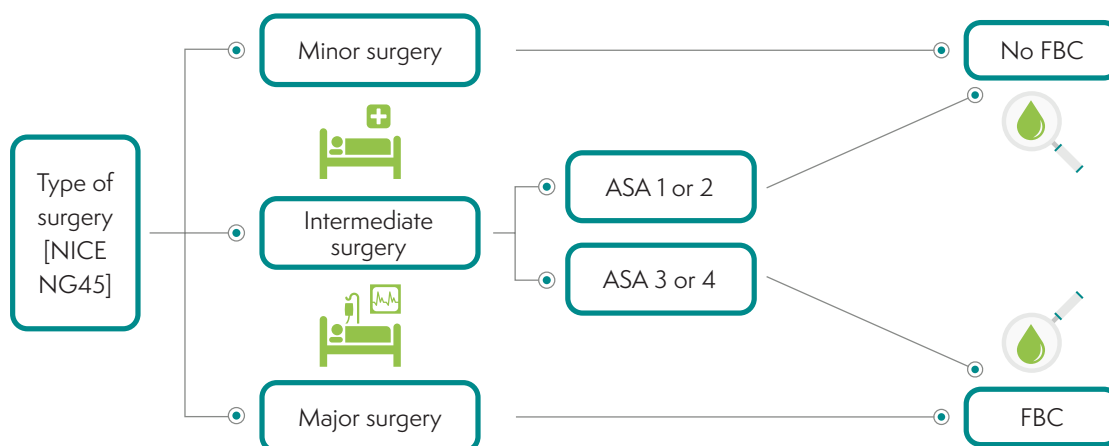 Minor surgery
No FBC
Type of
surgery
[NICE
NG45]
ASA 1 or 2
Intermediate
surgery
ASA 3 or 4
Major surgery
FBC